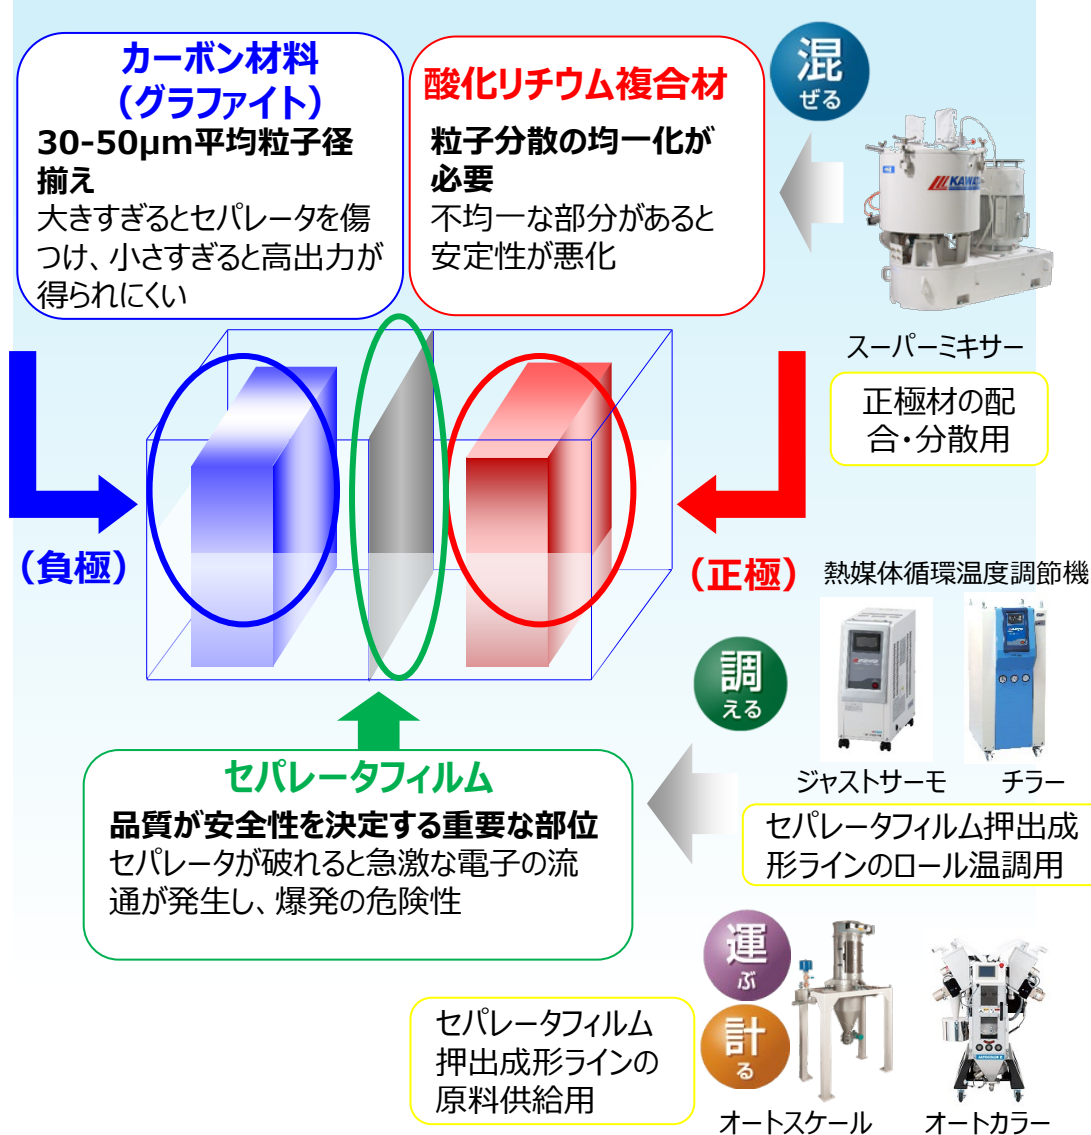 カーボン材料
（グラファイト）
30-50μm平均粒子径
揃え
大きすぎるとセパレータを傷
つけ、小さすぎると高出力が
得られにくい
酸化リチウム複合材
粒子分散の均一化が
必要
不均一な部分があると
安定性が悪化
混
ぜる
KAWATA
スーパーミキサー
正極材の配
合・分散用
（負極）
（正極）
熱媒体循環温度調節機
調
える
ジャストサーモ
チラー
セパレータフィルム押出成
形ラインのロール温調用
セパレータフィルム
品質が安全性を決定する重要な部位
セパレータが破れると急激な電子の流
通が発生し、爆発の危険性
運
ぶ
計
る
セパレータフィルム
押出成形ラインの
原料供給用
オートスケール
オートカラー